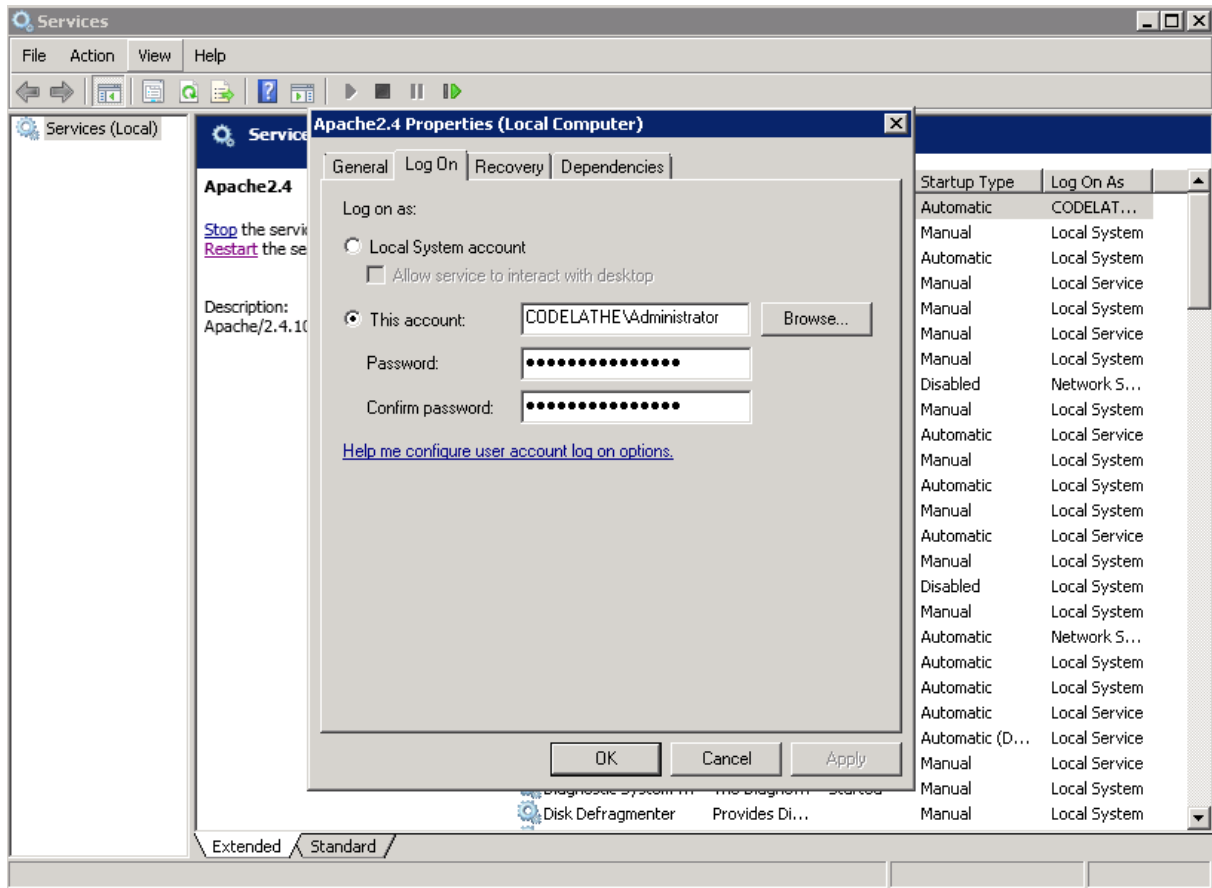 Services
File Action View Help
Services (Local)
Service
Apache2.4
Stop the servi
Restart the se
Description:
Apache/2.4.10
Apache2.4 Properties (Local Computer)
General Log On Recovery Dependencies
Log on as:
Local System account
Allow service to interact with desktop
This account: CODELATHE\Administrator Browse...
Password: •••••••••••••••
Confirm password: •••••••••••••••
Help me configure user account log on options.
OK Cancel Apply
Startup Type Log On As
Automatic CODELAT...
Manual Local System
Automatic Local System
Manual Local Service
Manual Local System
Manual Local Service
Manual Local System
Disabled Network S...
Manual Local System
Automatic Local Service
Manual Local System
Automatic Local System
Manual Local System
Automatic Local Service
Manual Local System
Disabled Local System
Manual Local System
Automatic Network S...
Automatic Local System
Automatic Local System
Automatic Local Service
Automatic (D... Local Service
Manual Local Service
Diagnostic System H... The Diagnom... Started Manual Local System
Disk Defragmenter Provides Di... Manual Local System
Extended Standard